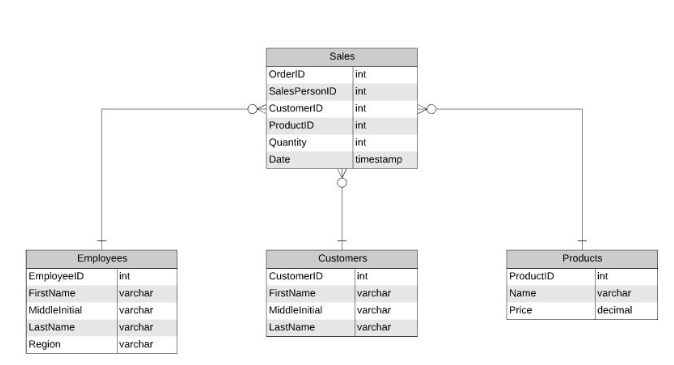 Sales
OrderID int
SalesPersonID int
CustomerID int
ProductID int
Quantity int
Date timestamp
Employees
EmployeeID int
FirstName varchar
MiddleInitial varchar
LastName varchar
Region varchar
Customers
CustomerID int
FirstName varchar
MiddleInitial varchar
LastName varchar
Products
ProductID int
Name varchar
Price decimal